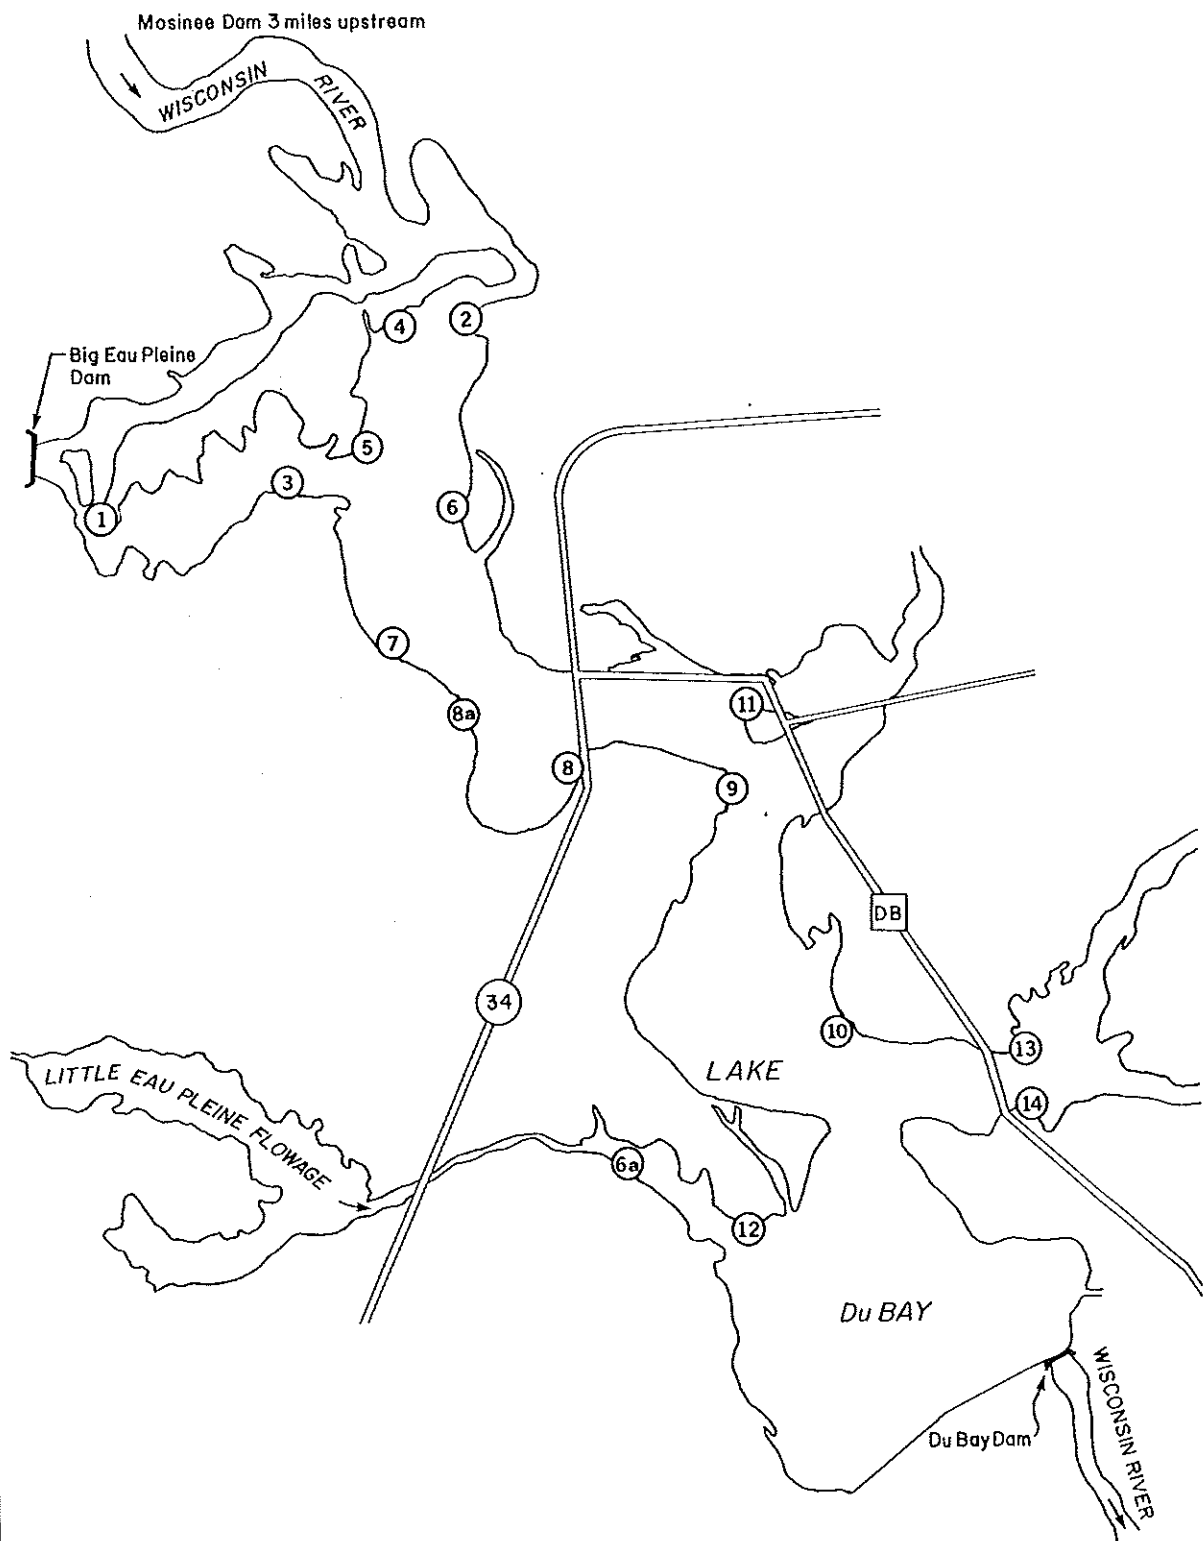 Mosinee Dam 3 miles upstream
WISCONSIN
RIVER
4
2
Big Eau Pleine
Dam
5
3
6
1
7
11
8a
8
9
DB
34
10
13
LAKE
LITTLE EAU PLEINE FLOWAGE
14
6a
12
Du BAY
WISCONSIN RIVER
Du Bay Dam